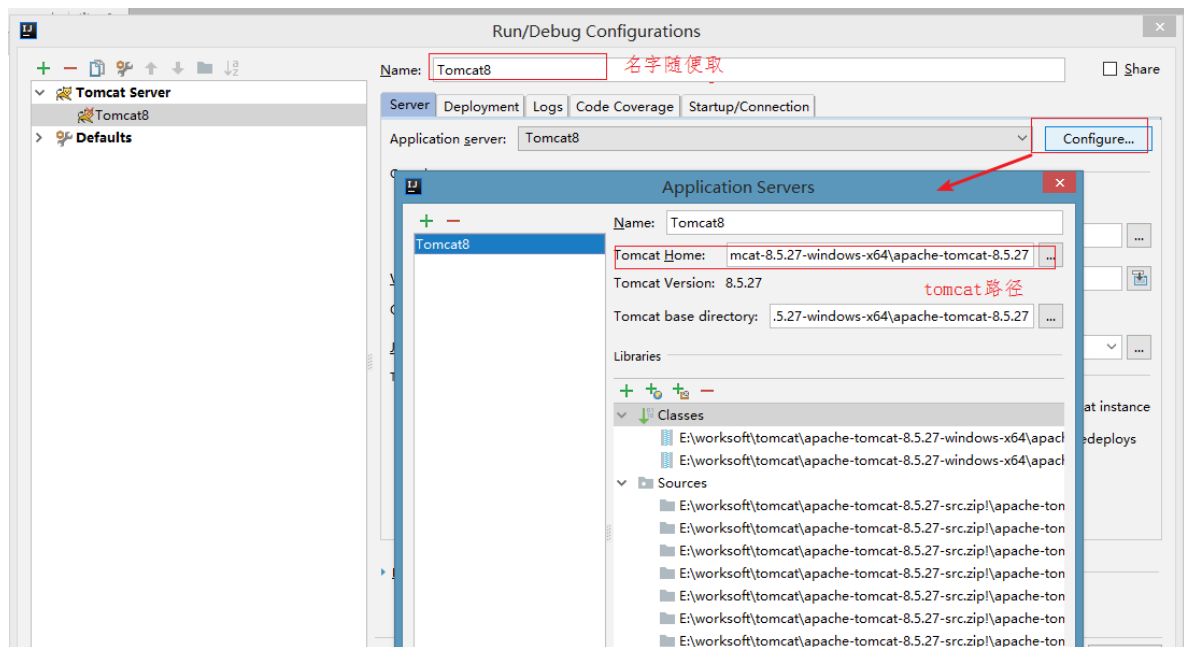 Run/Debug Configurations
Name: Tomcat8 名字随便取 Share
Tomcat Server
Tomcat8
Defaults
Server Deployment Logs Code Coverage Startup/Connection
Application server: Tomcat8 Configure...
Application Servers
Tomcat8
Name: Tomcat8
Tomcat Home: mcat-8.5.27-windows-x64\apache-tomcat-8.5.27 ...
Tomcat Version: 8.5.27
tomcat路径
Tomcat base directory: .5.27-windows-x64\apache-tomcat-8.5.27 ...
Libraries
Classes
at instance
E:\worksoft\tomcat\apache-tomcat-8.5.27-windows-x64\apach
edeploys
E:\worksoft\tomcat\apache-tomcat-8.5.27-windows-x64\apach
Sources
E:\worksoft\tomcat\apache-tomcat-8.5.27-src.zip!\apache-ton
E:\worksoft\tomcat\apache-tomcat-8.5.27-src.zip!\apache-ton
E:\worksoft\tomcat\apache-tomcat-8.5.27-src.zip!\apache-ton
E:\worksoft\tomcat\apache-tomcat-8.5.27-src.zip!\apache-ton
E:\worksoft\tomcat\apache-tomcat-8.5.27-src.zip!\apache-ton
E:\worksoft\tomcat\apache-tomcat-8.5.27-src.zip!\apache-ton
E:\worksoft\tomcat\apache-tomcat-8.5.27-src.zip!\apache-ton